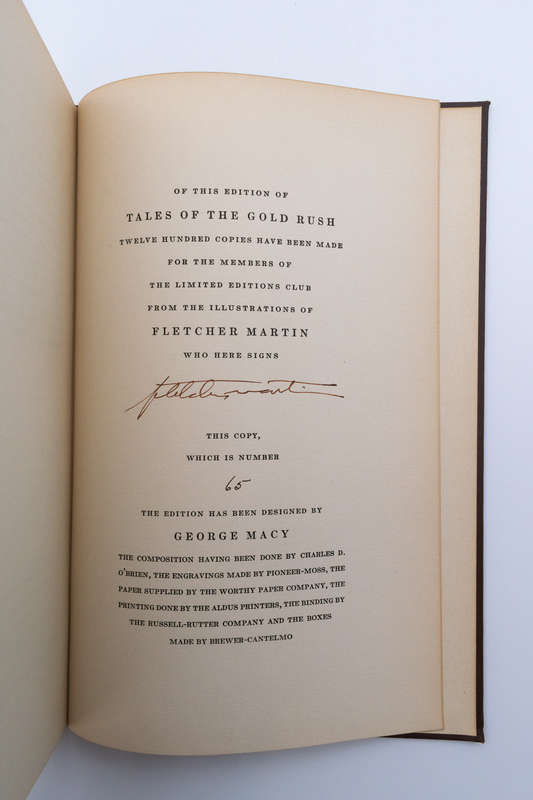 OF THIS EDITION OF
TALES OF THE GOLD RUSH
TWELVE HUNDRED COPIES HAVE BEEN MADE
FOR THE MEMBERS OF
THE LIMITED EDITIONS CLUB
FROM THE ILLUSTRATIONS OF
FLETCHER MARTIN
WHO HERE SIGNS
fletcher martin
THIS COPY,
WHICH IS NUMBER
65
THE EDITION HAS BEEN DESIGNED BY
GEORGE MACY
THE COMPOSITION HAVING BEEN DONE BY CHARLES D.
O'BRIEN, THE ENGRAVINGS MADE BY PIONEER-MOSS, THE
PAPER SUPPLIED BY THE WORTHY PAPER COMPANY, THE
PRINTING DONE BY THE ALDUS PRINTERS, THE BINDING BY
THE RUSSELL-RUTTER COMPANY AND THE BOXES
MADE BY BREWER-CANTELMO